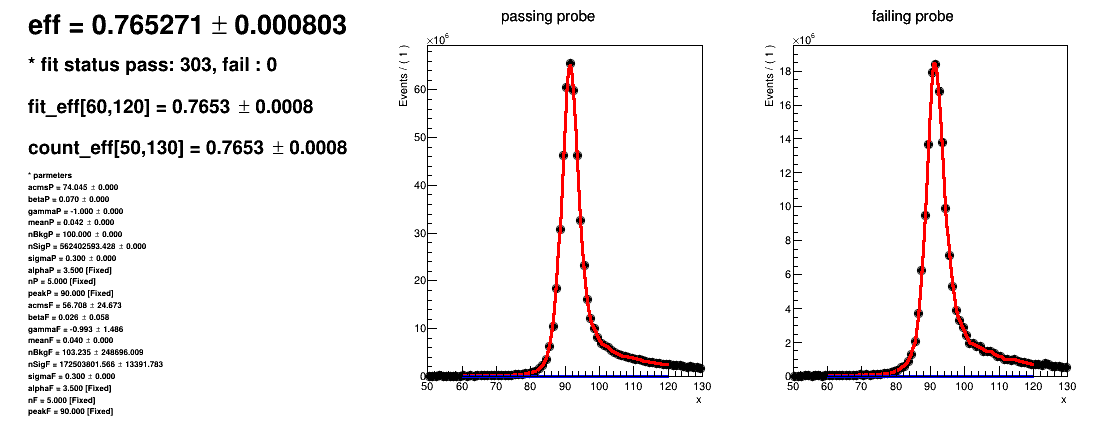 eff = 0.765271 ± 0.000803
* fit status pass: 303, fail : 0
fit_eff[60,120] = 0.7653 ± 0.0008
count_eff[50,130] = 0.7653 ± 0.0008
* parmeters
acmsP = 74.045 ± 0.000
betaP = 0.070 ± 0.000
gammaP = -1.000 ± 0.000
meanP = 0.042 ± 0.000
nBkgP = 100.000 ± 0.000
nSigP = 562402593.428 ± 0.000
sigmaP = 0.300 ± 0.000
alphaP = 3.500 [Fixed]
nP = 5.000 [Fixed]
peakP = 90.000 [Fixed]
acmsF = 56.708 ± 24.673
betaF = 0.026 ± 0.058
gammaF = -0.993 ± 1.486
meanF = 0.040 ± 0.000
nBkgF = 103.235 ± 248696.009
nSigF = 172503801.566 ± 13391.783
sigmaF = 0.300 ± 0.000
alphaF = 3.500 [Fixed]
nF = 5.000 [Fixed]
peakF = 90.000 [Fixed]
passing probe
×10⁶
Events / ( 1 )
60
50
40
30
20
10
0
50 60 70 80 90 100 110 120 130
x
failing probe
×10⁶
Events / ( 1 )
18
16
14
12
10
8
6
4
2
0
50 60 70 80 90 100 110 120 130
x